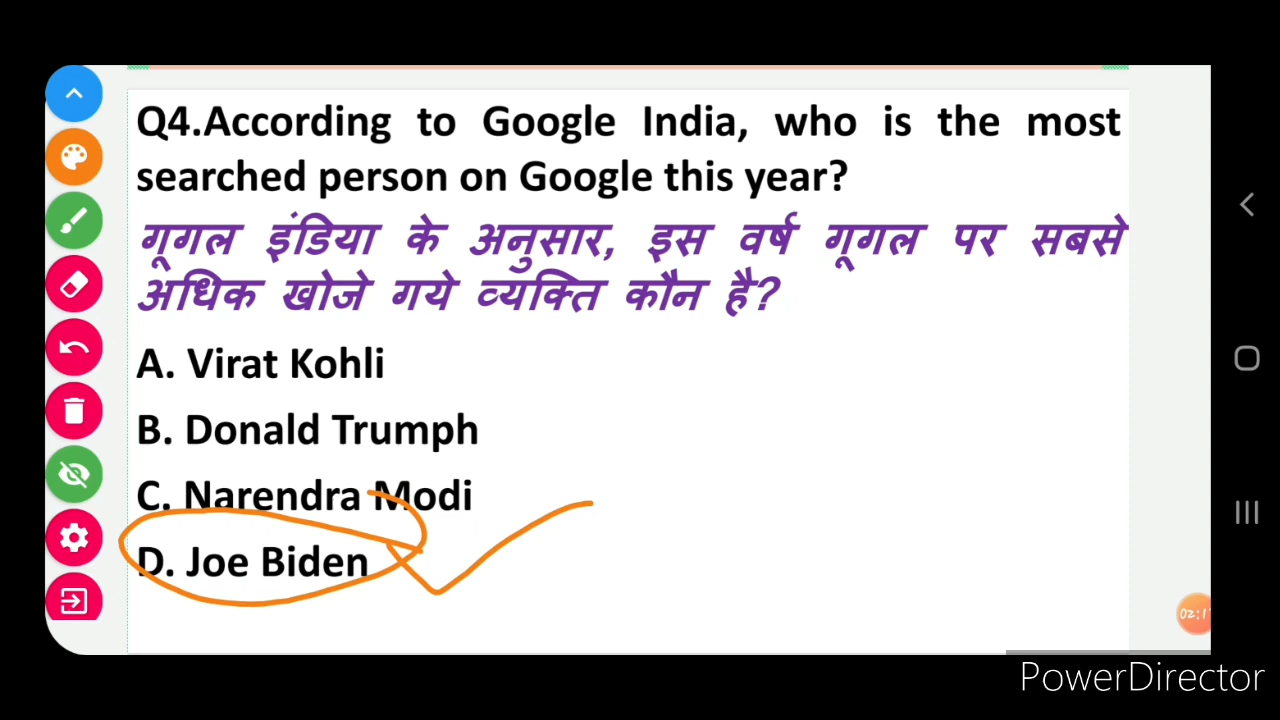 Q4.According to Google India, who is the most
searched person on Google this year?
गूगल इंडिया के अनुसार, इस वर्ष गूगल पर सबसे
अधिक खोजे गये व्यक्ति कौन है?
A. Virat Kohli
B. Donald Trumph
C. Narendra Modi
D. Joe Biden
PowerDirector